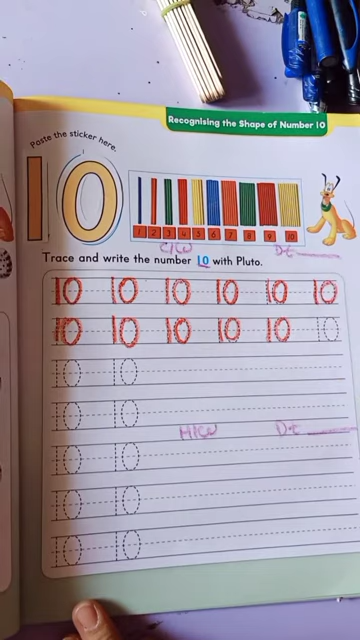 Recognising the Shape of Number 10
Paste the sticker here.
10
1 2 3 4 5 6 7 8 9 10
C/W Dt
Trace and write the number 10 with Pluto.
10 10 10 10 10 10
10 10 10 10 10 10
10 10
10 10
H/W Dt
10 10
10 10
10 10